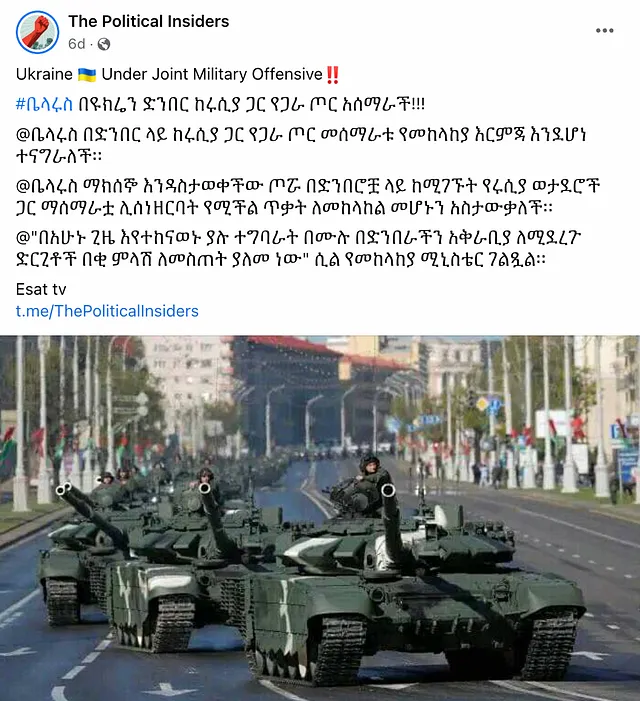 The Political Insiders
6d ·
Ukraine 🇺🇦 Under Joint Military Offensive‼️
#ቤላሩስ በዩክሬን ድንበር ከሩሲያ ጋር የጋራ ጦር አሰማራች!!!
@ቤላሩስ በድንበር ላይ ከሩሲያ ጋር የጋራ ጦር መሰማራቱ የመከላከያ እርምጃ እንደሆነ
ተናግራለች።
@ቤላሩስ ማክሰኞ እንዳስታወቀችው ጦሯ በድንበሮቿ ላይ ከሚገኙት የሩሲያ ወታደሮች
ጋር ማሰማራቷ ሊሰነዘርባት የሚችል ጥቃት ለመከላከል መሆኑን አስታውቃለች።
@"በአሁኑ ጊዜ እየተከናወኑ ያሉ ተግባራት በሙሉ በድንበራችን አቅራቢያ ለሚደረጉ
ድርጊቶች በቂ ምላሽ ለመስጠት ያለመ ነው" ሲል የመከላከያ ሚኒስቴር ገልጿል።
Esat tv
t.me/ThePoliticalInsiders